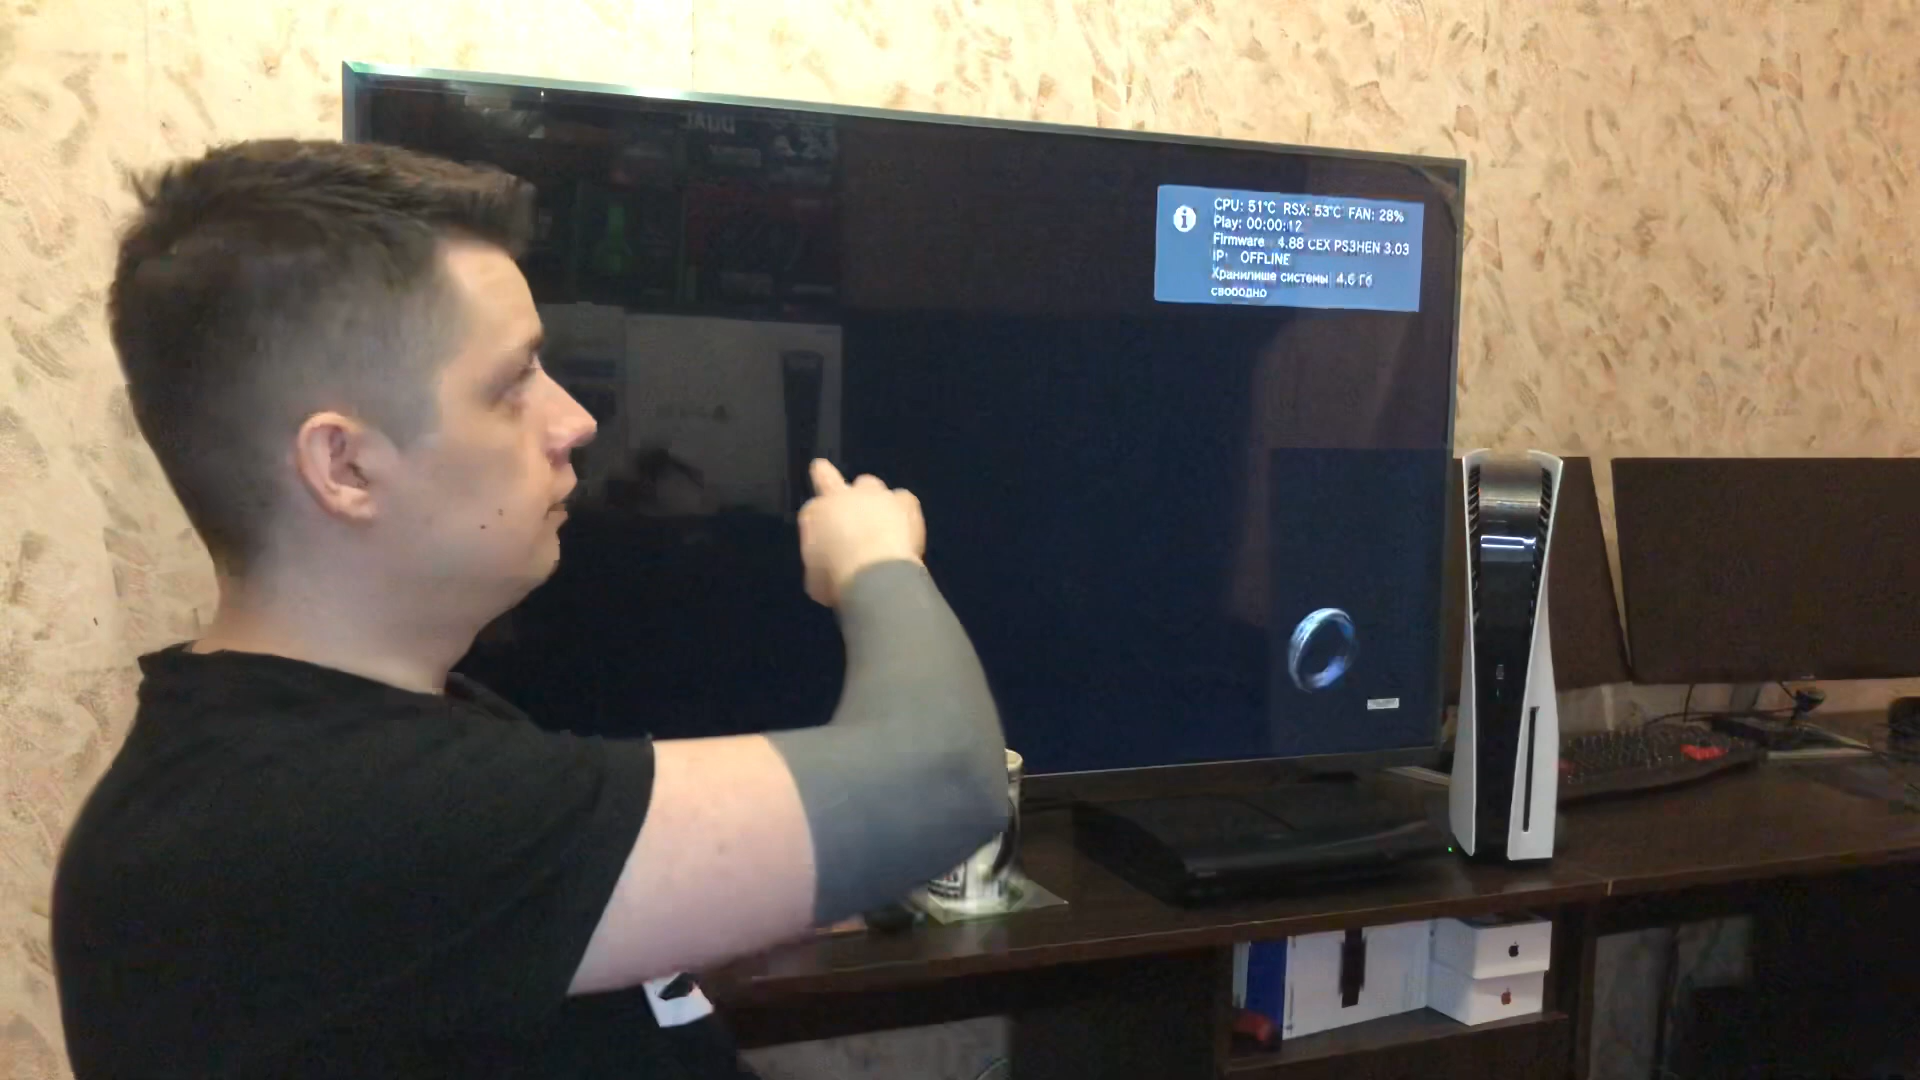 CPU: 51°C RSX: 53°C FAN: 28%
Play: 00:00:12
Firmware : 4.88 CEX PS3HEN 3.03
IP: OFFLINE
Хранилище системы: 4.6 Гб
свободно